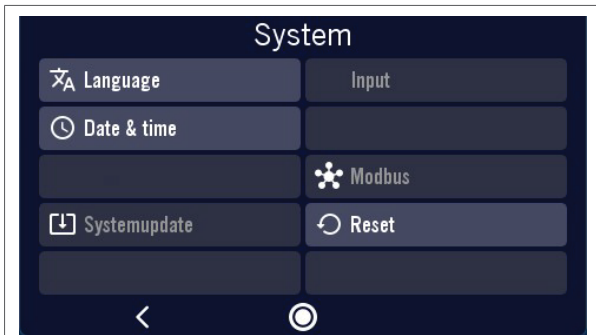 System
Language
Input
Date & time
Modbus
Systemupdate
Reset